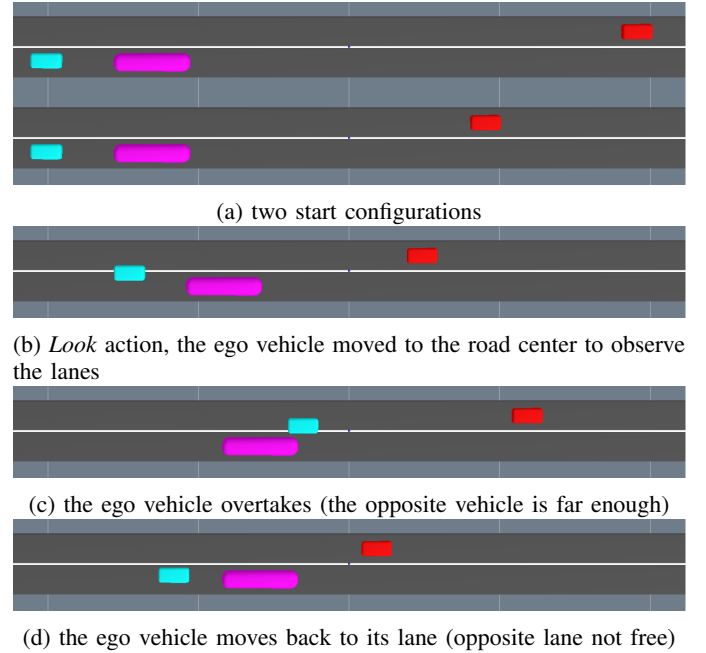 (a) two start configurations
(b) Look action, the ego vehicle moved to the road center to observe
the lanes
(c) the ego vehicle overtakes (the opposite vehicle is far enough)
(d) the ego vehicle moves back to its lane (opposite lane not free)